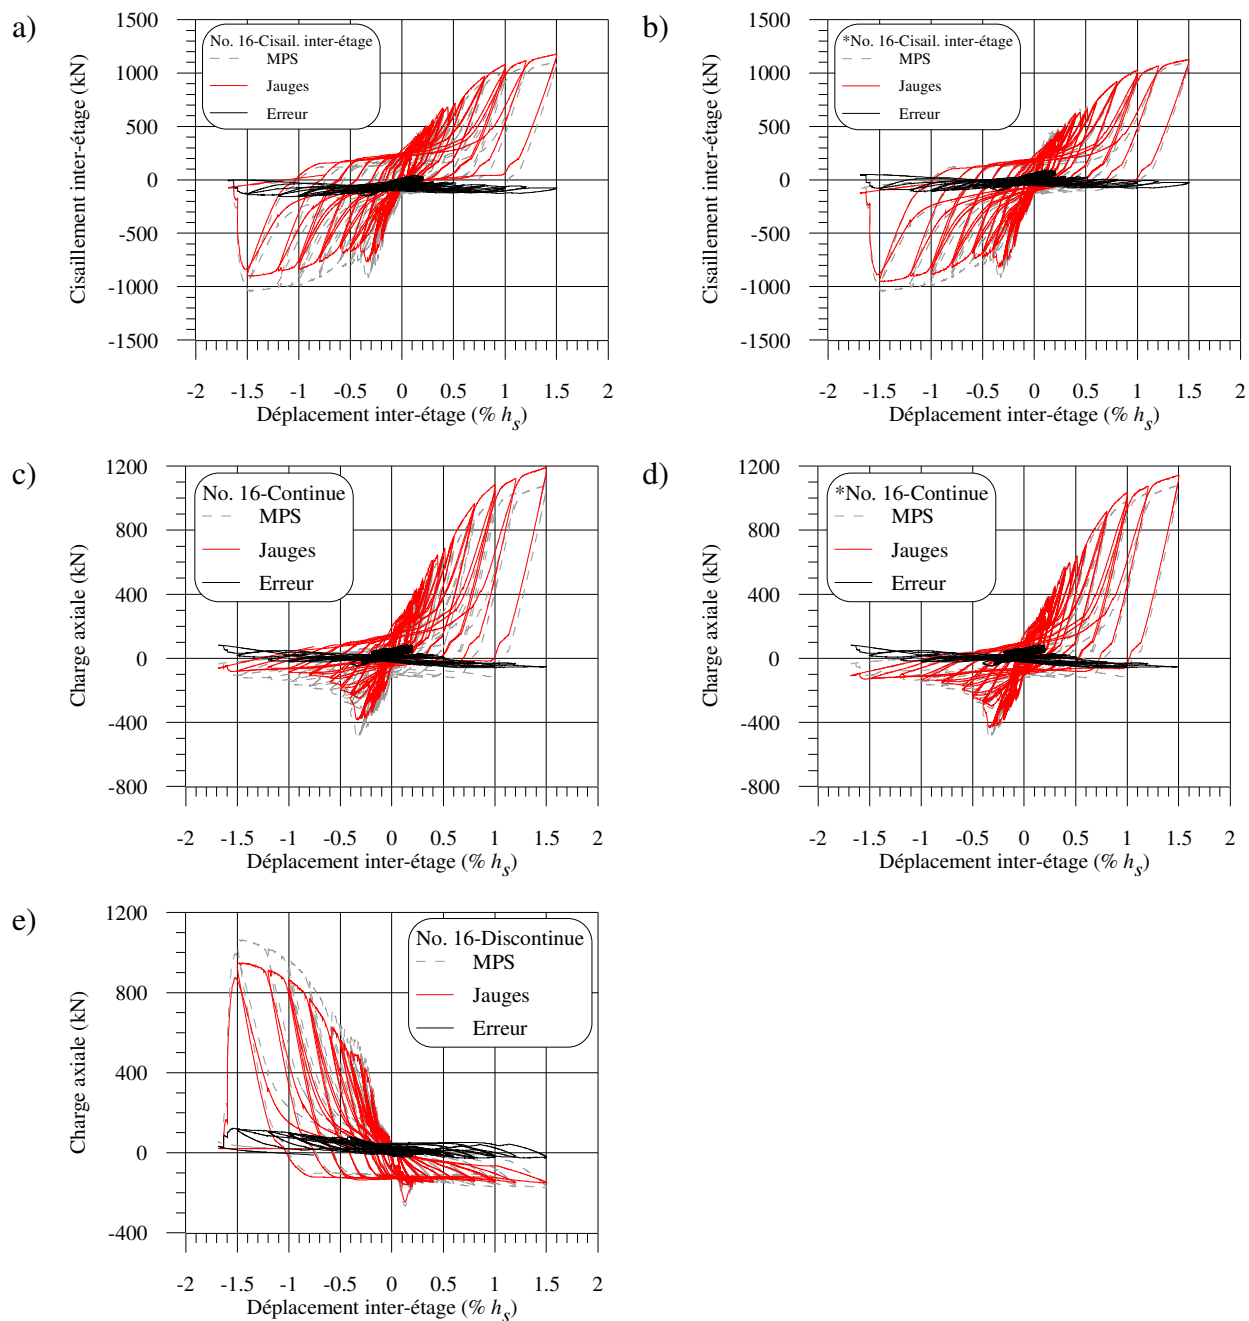 a)
No. 16-Cisail. inter-étage
MPS
Jauges
Erreur
1500
1000
500
0
-500
-1000
-1500
Cisaillement inter-étage (kN)
-2 -1.5 -1 -0.5 0 0.5 1 1.5 2
Déplacement inter-étage (% hs)
b)
*No. 16-Cisail. inter-étage
MPS
Jauges
Erreur
1500
1000
500
0
-500
-1000
-1500
Cisaillement inter-étage (kN)
-2 -1.5 -1 -0.5 0 0.5 1 1.5 2
Déplacement inter-étage (% hs)
c)
No. 16-Continue
MPS
Jauges
Erreur
1200
800
400
0
-400
-800
Charge axiale (kN)
-2 -1.5 -1 -0.5 0 0.5 1 1.5 2
Déplacement inter-étage (% hs)
d)
*No. 16-Continue
MPS
Jauges
Erreur
1200
800
400
0
-400
-800
Charge axiale (kN)
-2 -1.5 -1 -0.5 0 0.5 1 1.5 2
Déplacement inter-étage (% hs)
e)
No. 16-Discontinue
MPS
Jauges
Erreur
1200
800
400
0
-400
Charge axiale (kN)
-2 -1.5 -1 -0.5 0 0.5 1 1.5 2
Déplacement inter-étage (% hs)